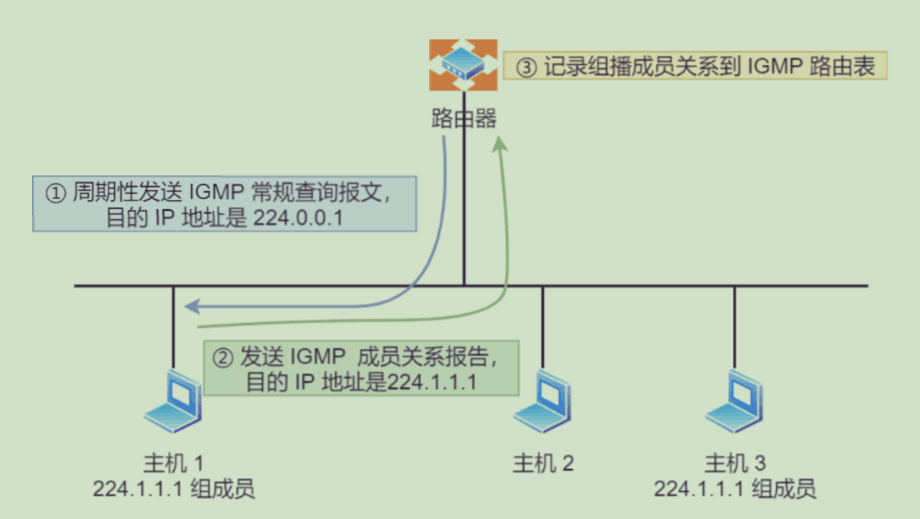 ③ 记录组播成员关系到 IGMP 路由表
路由器
① 周期性发送 IGMP 常规查询报文，
目的 IP 地址是 224.0.0.1
② 发送 IGMP 成员关系报告，
目的 IP 地址是224.1.1.1
主机 1
224.1.1.1 组成员
主机 2
主机 3
224.1.1.1 组成员